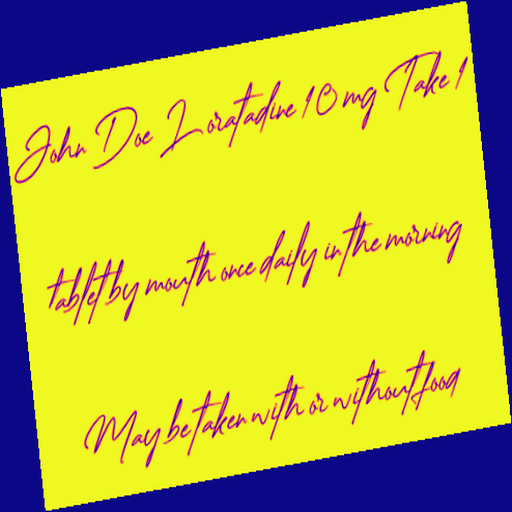 John Doe Loratadine 10 mg Take 1
tablet by mouth once daily in the morning
May be taken with or without food